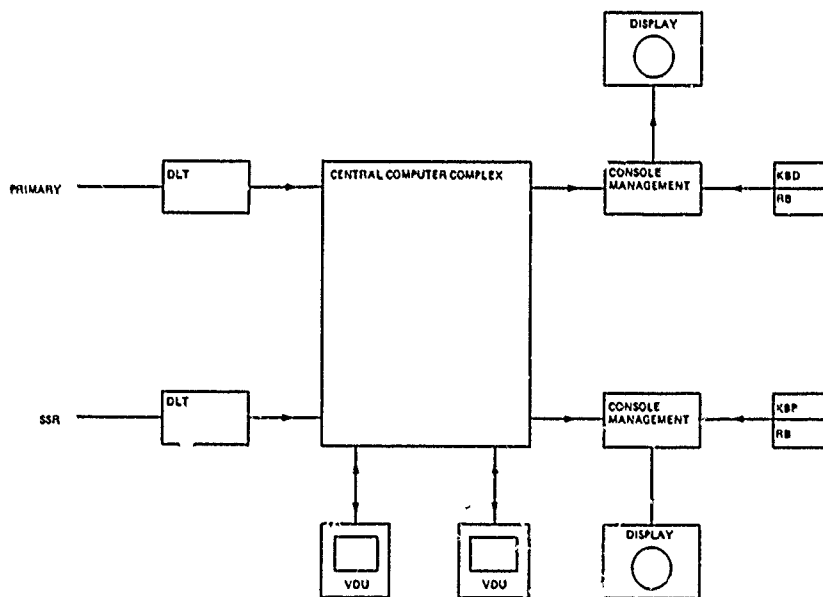 DISPLAY
DLT
CENTRAL COMPUTER COMPLEX
CONSOLE
MANAGEMENT
KBD
RB
PRIMARY
DLT
CONSOLE
MANAGEMENT
KBP
RB
SSR
VDU
VDU
DISPLAY